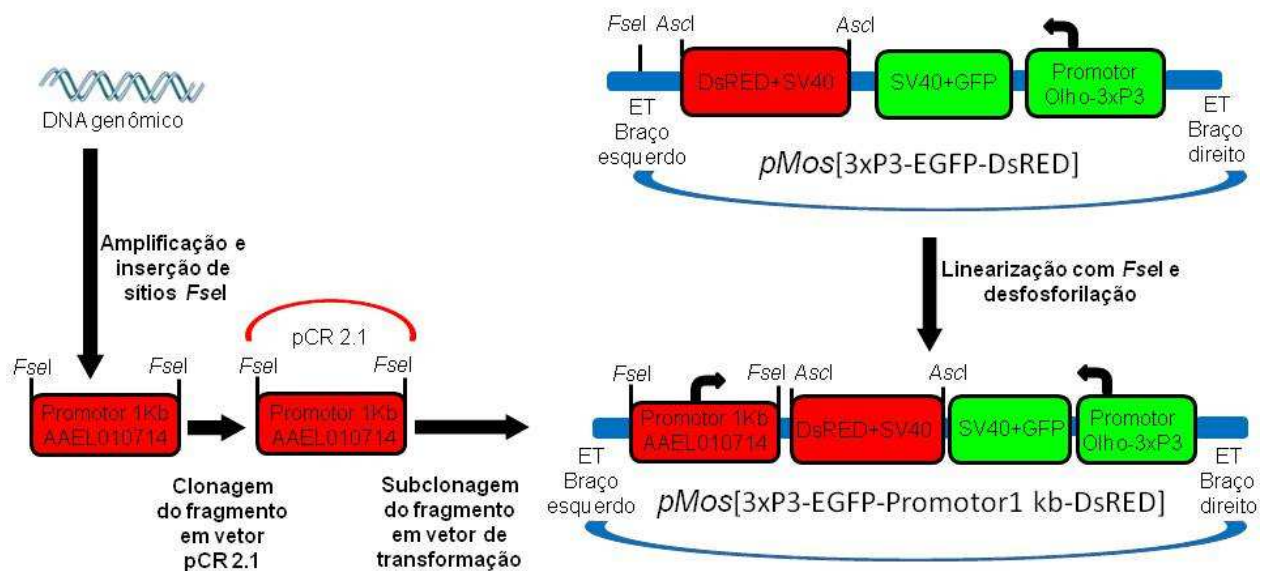 DNA genômico
Amplificação e
inserção de
sítios FseI
FseI
FseI
Promotor 1Kb
AAEL010714
Clonagem
do fragmento
em vetor
pCR 2.1
pCR 2.1
FseI
FseI
Promotor 1Kb
AAEL010714
Subclonagem
do fragmento
em vetor de
transformação
FseI
AscI
AscI
DsRED+SV40
SV40+GFP
Promotor
Olho-3xP3
ET
Braço
esquerdo
ET
Braço
direito
pMos[3xP3-EGFP-DsRED]
Linearização com FseI e
desfosforilação
FseI
FseI
AscI
AscI
Promotor 1Kb
AAEL010714
DsRED+SV40
SV40+GFP
Promotor
Olho-3xP3
ET
Braço
esquerdo
ET
Braço
direito
pMos[3xP3-EGFP-Promotor1 kb-DsRED]